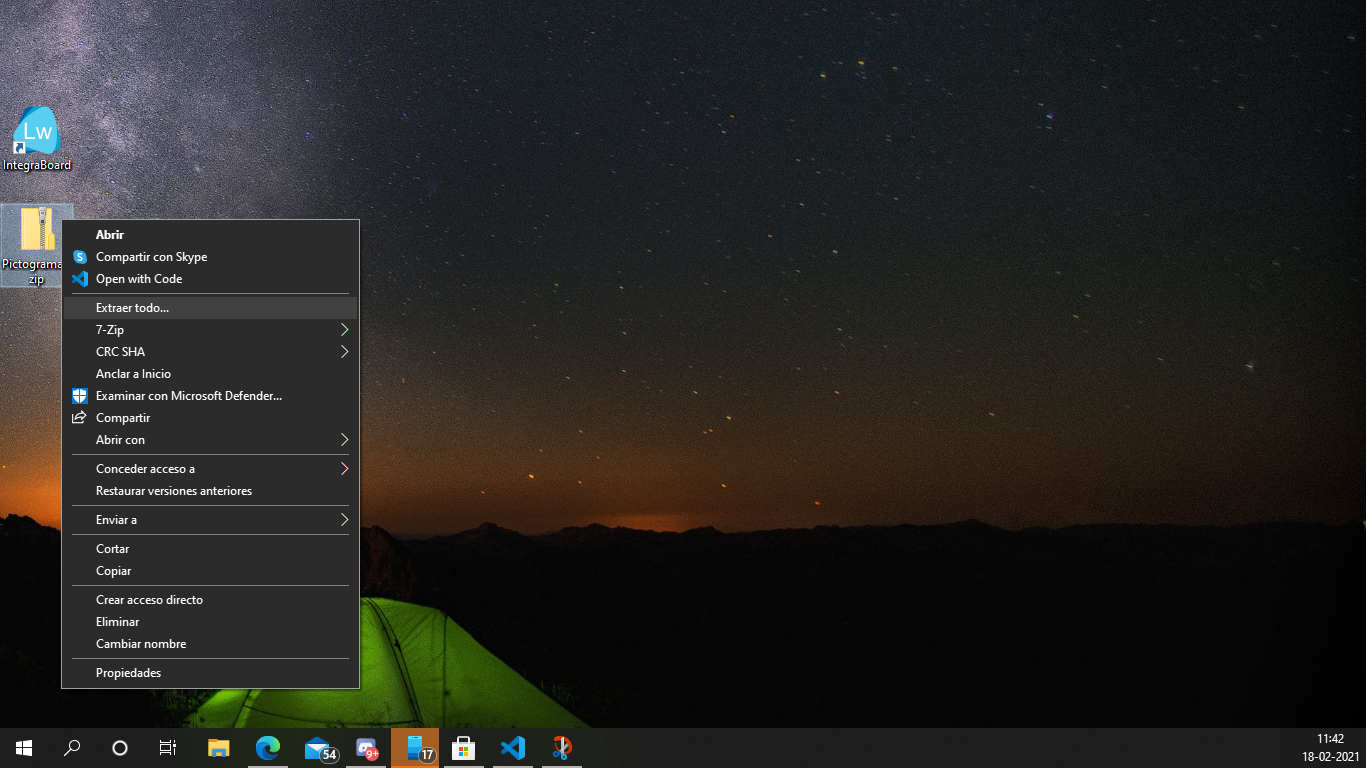 Lw
IntegraBoard
Pictograma
zip
Abrir
S
Compartir con Skype
Open with Code
Extraer todo...
7-Zip
CRC SHA
Anclar a Inicio
Examinar con Microsoft Defender...
Compartir
Abrir con
Conceder acceso a
Restaurar versiones anteriores
Enviar a
Cortar
Copiar
Crear acceso directo
Eliminar
Cambiar nombre
Propiedades
54
9+
17
11:42
18-02-2021